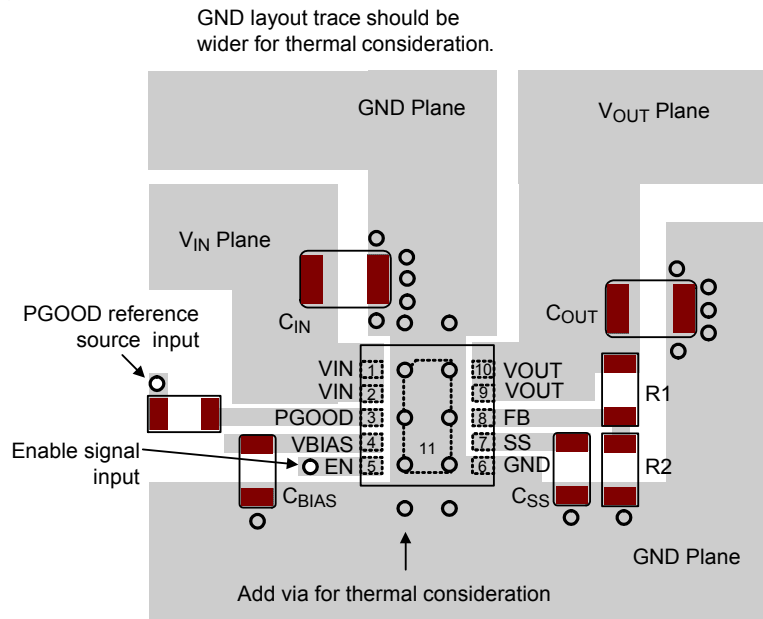 GND layout trace should be
wider for thermal consideration.
GND Plane
VOUT Plane
VIN Plane
CIN
COUT
PGOOD reference
source input
VIN 1
VIN 2
PGOOD 3
VBIAS 4
EN 5
11
10 VOUT
9 VOUT
8 FB
7 SS
6 GND
R1
R2
Enable signal
input
CBIAS
CSS
GND Plane
Add via for thermal consideration